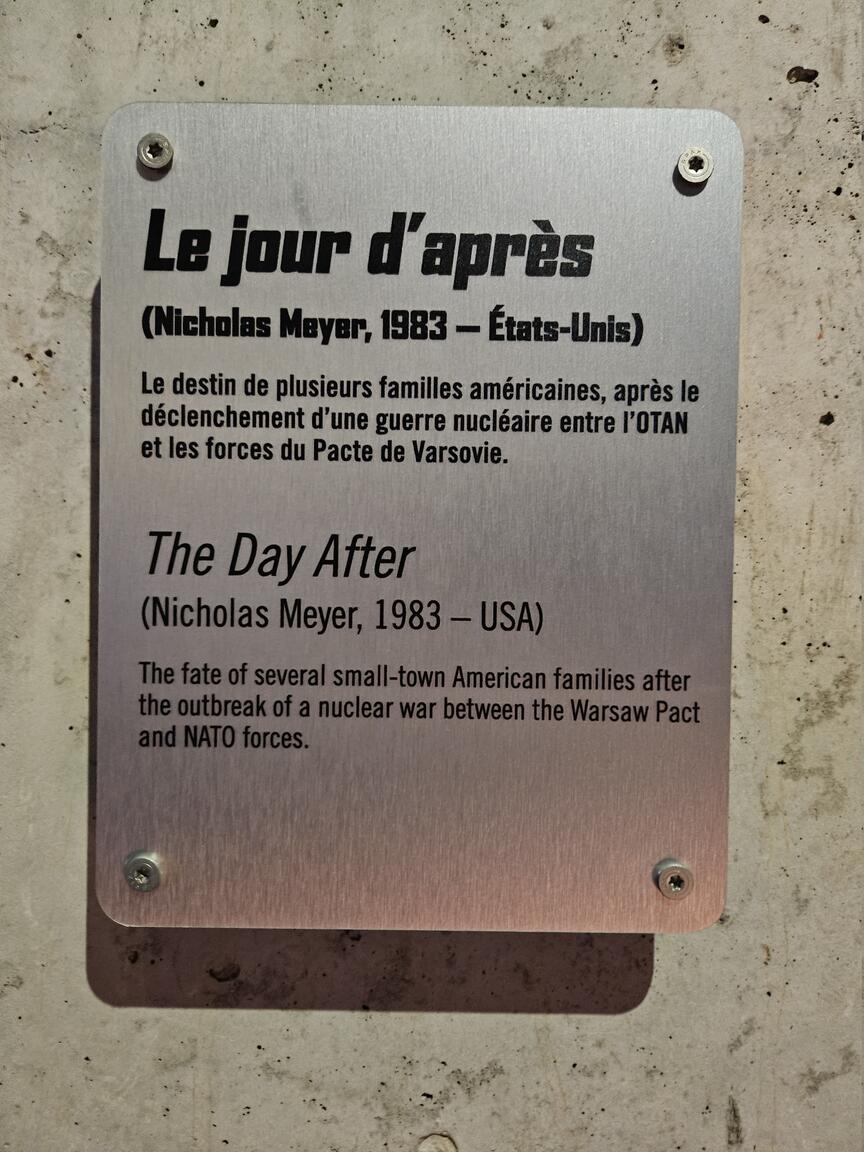 Le jour d'après
(Nicholas Meyer, 1983 – États-Unis)
Le destin de plusieurs familles américaines, après le
déclenchement d'une guerre nucléaire entre l'OTAN
et les forces du Pacte de Varsovie.
The Day After
(Nicholas Meyer, 1983 – USA)
The fate of several small-town American families after
the outbreak of a nuclear war between the Warsaw Pact
and NATO forces.